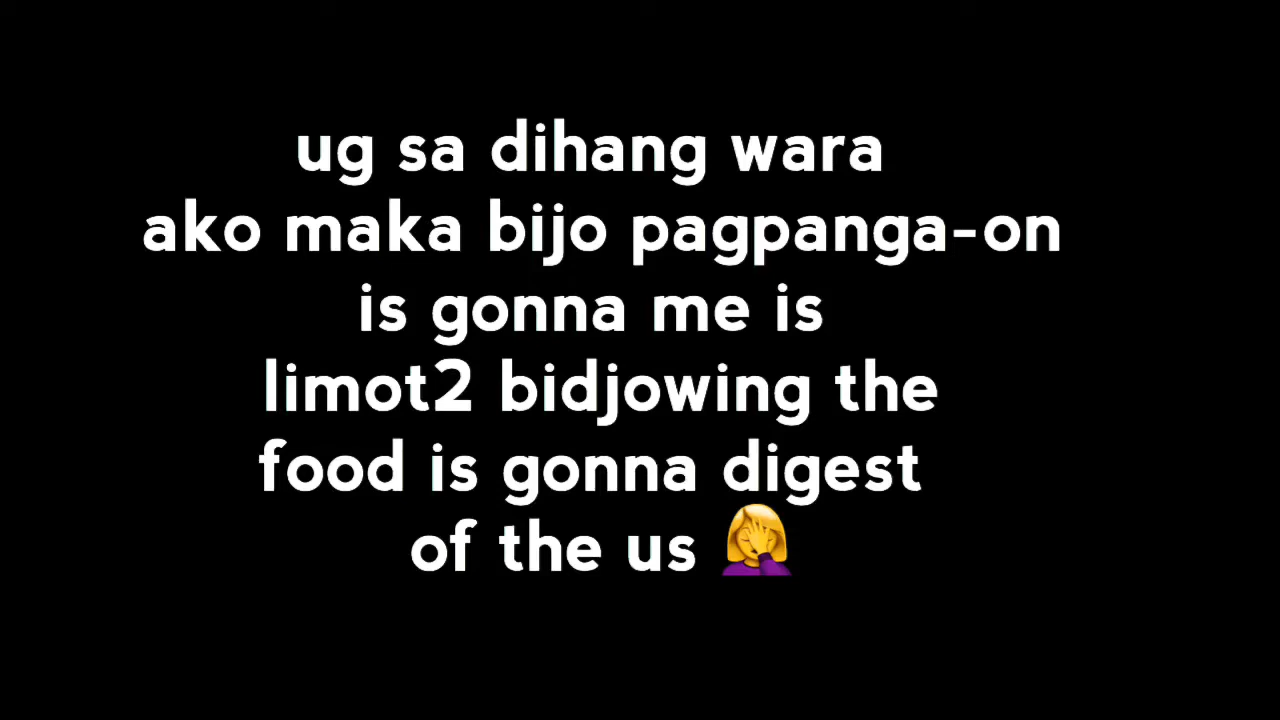 ug sa dihang wara
ako maka bijo pagpanga-on
is gonna me is
limot2 bidjowing the
food is gonna digest
of the us 🤦‍♀️